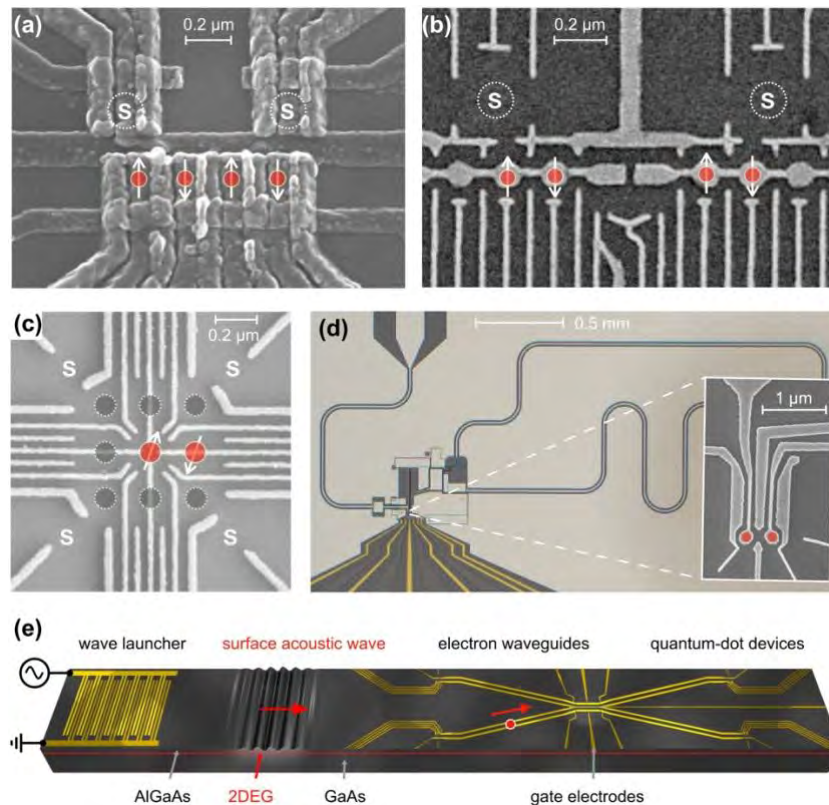 (a)
0.2 µm
S
S
(b)
0.2 µm
S
S
(c)
0.2 µm
S
S
S
S
(d)
0.5 mm
1 µm
(e)
wave launcher
surface acoustic wave
electron waveguides
quantum-dot devices
AlGaAs
2DEG
GaAs
gate electrodes